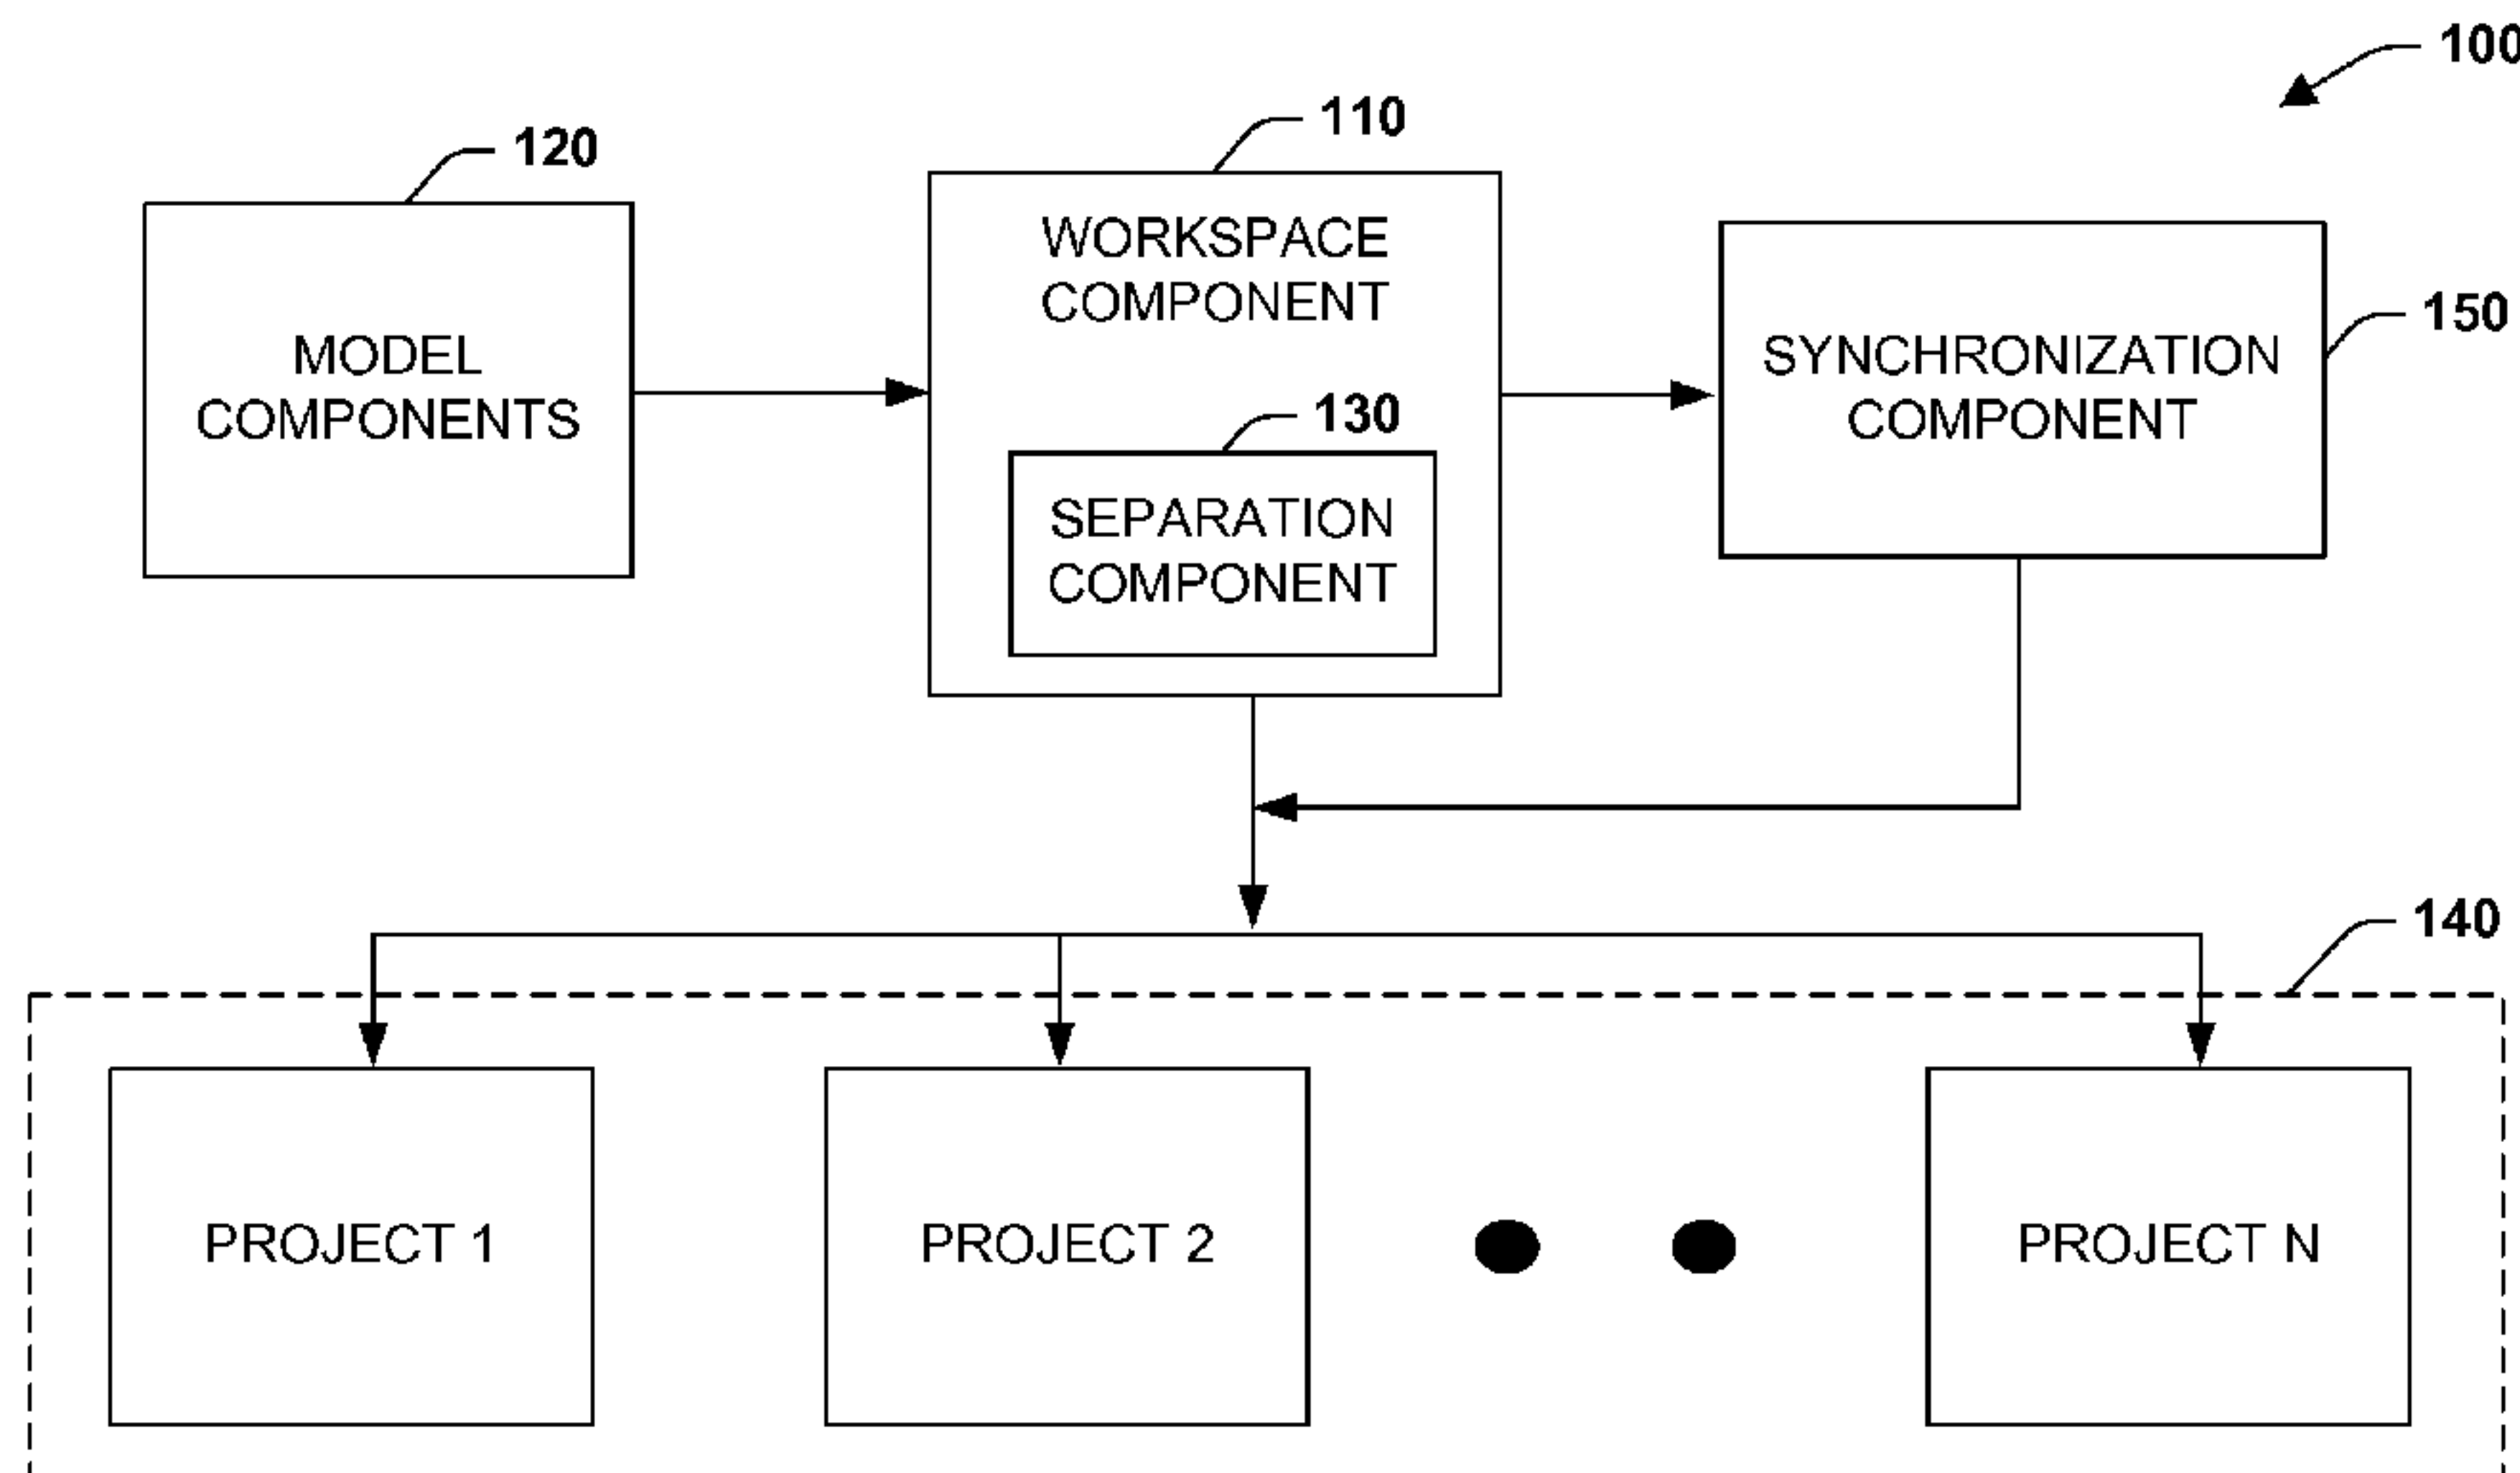 100
110
120
WORKSPACE
COMPONENT
150
MODEL
COMPONENTS
SYNCHRONIZATION
COMPONENT
130
SEPARATION
COMPONENT
140
PROJECT 1
PROJECT 2
PROJECT N